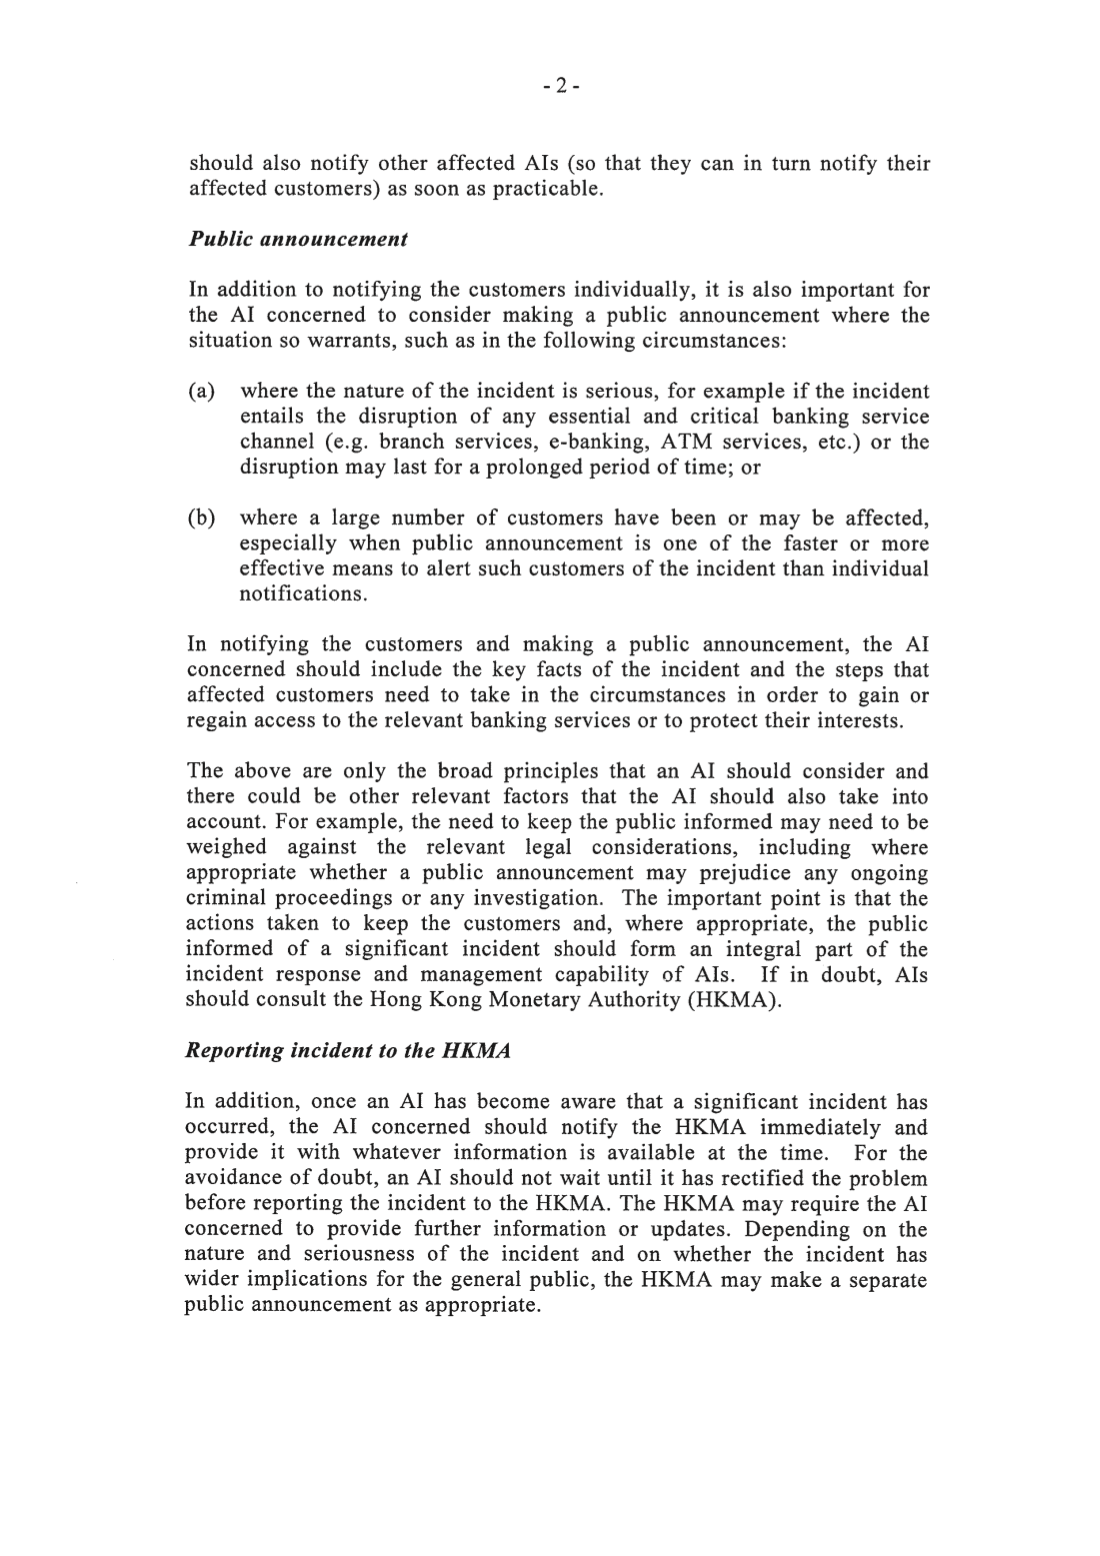 - 2 -
should also notify other affected AIs (so that they can in turn notify their
affected customers) as soon as practicable.
Public announcement
In addition to notifying the customers individually, it is also important for
the AI concerned to consider making a public announcement where the
situation so warrants, such as in the following circumstances:
(a) where the nature of the incident is serious, for example if the incident
entails the disruption of any essential and critical banking service
channel (e.g. branch services, e-banking, ATM services, etc.) or the
disruption may last for a prolonged period of time; or
(b) where a large number of customers have been or may be affected,
especially when public announcement is one of the faster or more
effective means to alert such customers of the incident than individual
notifications.
In notifying the customers and making a public announcement, the AI
concerned should include the key facts of the incident and the steps that
affected customers need to take in the circumstances in order to gain or
regain access to the relevant banking services or to protect their interests.
The above are only the broad principles that an AI should consider and
there could be other relevant factors that the AI should also take into
account. For example, the need to keep the public informed may need to be
weighed against the relevant legal considerations, including where
appropriate whether a public announcement may prejudice any ongoing
criminal proceedings or any investigation. The important point is that the
actions taken to keep the customers and, where appropriate, the public
informed of a significant incident should form an integral part of the
incident response and management capability of AIs. If in doubt, AIs
should consult the Hong Kong Monetary Authority (HKMA).
Reporting incident to the HKMA
In addition, once an AI has become aware that a significant incident has
occurred, the AI concerned should notify the HKMA immediately and
provide it with whatever information is available at the time. For the
avoidance of doubt, an AI should not wait until it has rectified the problem
before reporting the incident to the HKMA. The HKMA may require the AI
concerned to provide further information or updates. Depending on the
nature and seriousness of the incident and on whether the incident has
wider implications for the general public, the HKMA may make a separate
public announcement as appropriate.